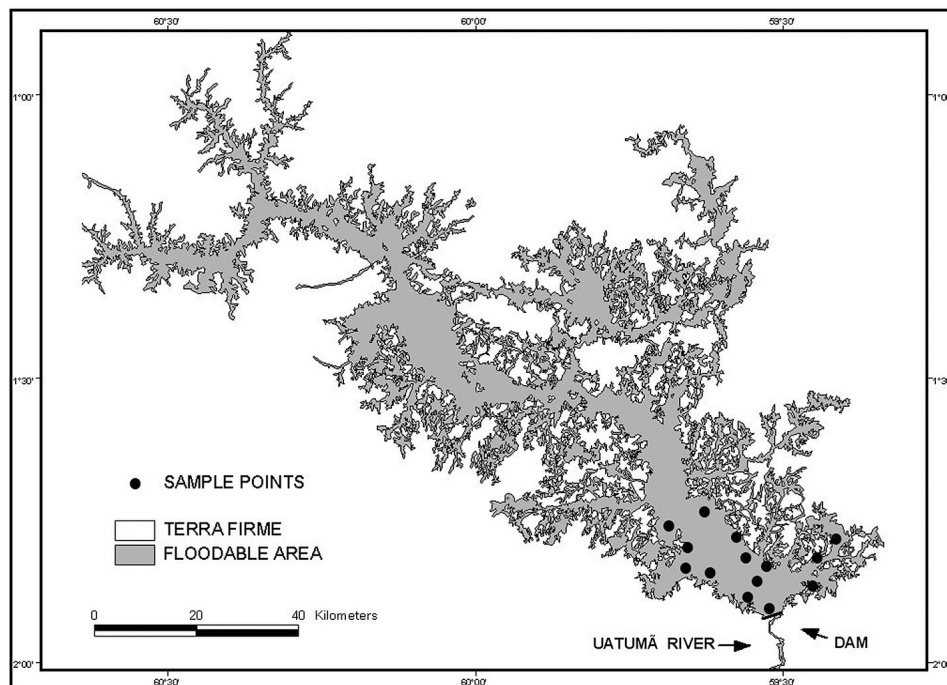 60°30'
60°00'
59°30'
1°00'
1°00'
1°30'
1°30'
SAMPLE POINTS
TERRA FIRME
FLOODABLE AREA
0 20 40 Kilometers
UATUMÃ RIVER
DAM
2°00'
2°00'
60°30'
60°00'
59°30'